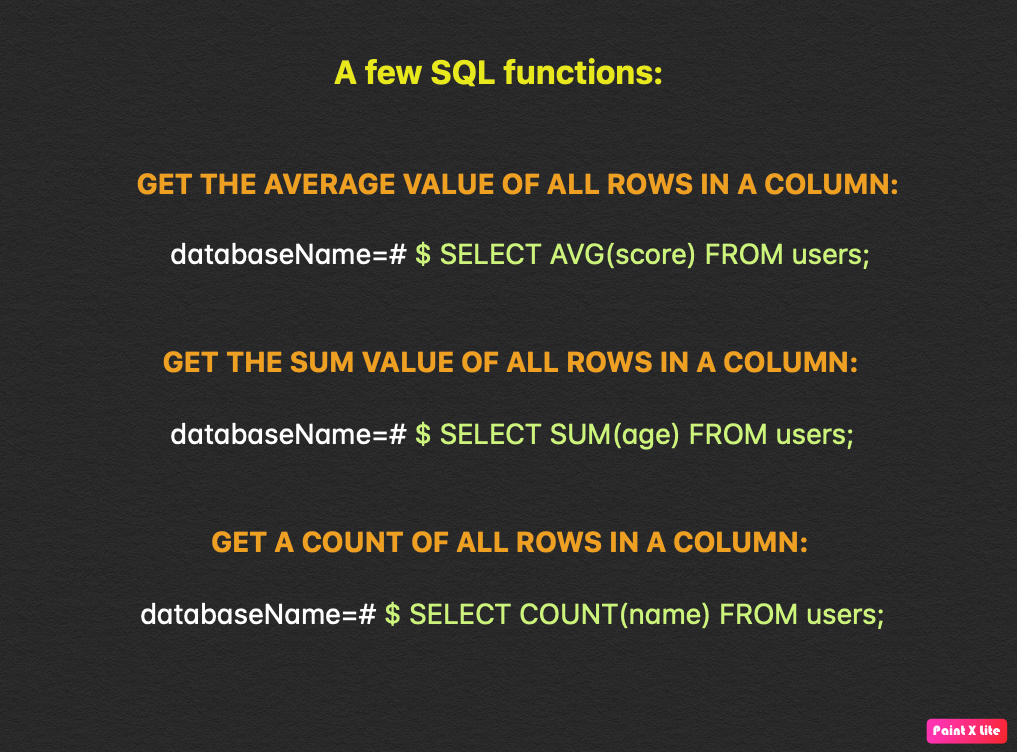 A few SQL functions:
GET THE AVERAGE VALUE OF ALL ROWS IN A COLUMN:
databaseName=# $ SELECT AVG(score) FROM users;
GET THE SUM VALUE OF ALL ROWS IN A COLUMN:
databaseName=# $ SELECT SUM(age) FROM users;
GET A COUNT OF ALL ROWS IN A COLUMN:
databaseName=# $ SELECT COUNT(name) FROM users;
Paint X Lite